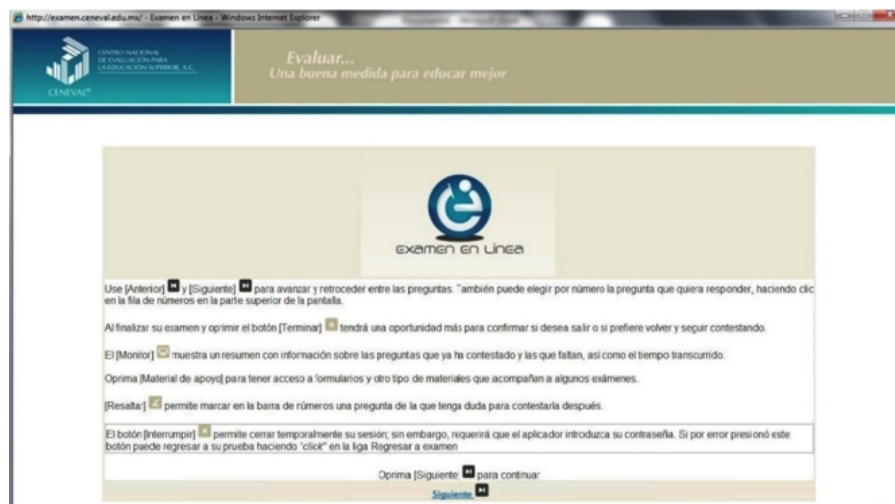 http://examen.ceneval.edu.mx/ - Examen en Línea - Windows Internet Explorer
CENTRO NACIONAL
DE EVALUACIÓN PARA
LA EDUCACIÓN SUPERIOR, A.C.
CENEVAL®
Evaluar...
Una buena medida para educar mejor
examen en línea
Use [Anterior] y [Siguiente] para avanzar y retroceder entre las preguntas. También puede elegir por número la pregunta que quiera responder, haciendo clic
en la fila de números en la parte superior de la pantalla.
Al finalizar su examen y oprimir el botón [Terminar] tendrá una oportunidad más para confirmar si desea salir o si prefiere volver y seguir contestando.
El [Monitor] muestra un resumen con información sobre las preguntas que ya ha contestado y las que faltan, así como el tiempo transcurrido.
Oprima [Material de apoyo] para tener acceso a formularios y otro tipo de materiales que acompañan a algunos exámenes.
[Resaltar] permite marcar en la barra de números una pregunta de la que tenga duda para contestarla después.
El botón [Interrumpir] permite cerrar temporalmente su sesión; sin embargo, requerirá que el aplicador introduzca su contraseña. Si por error presionó este
botón puede regresar a su prueba haciendo "click" en la liga Regresar a examen
Oprima [Siguiente] para continuar
Siguiente